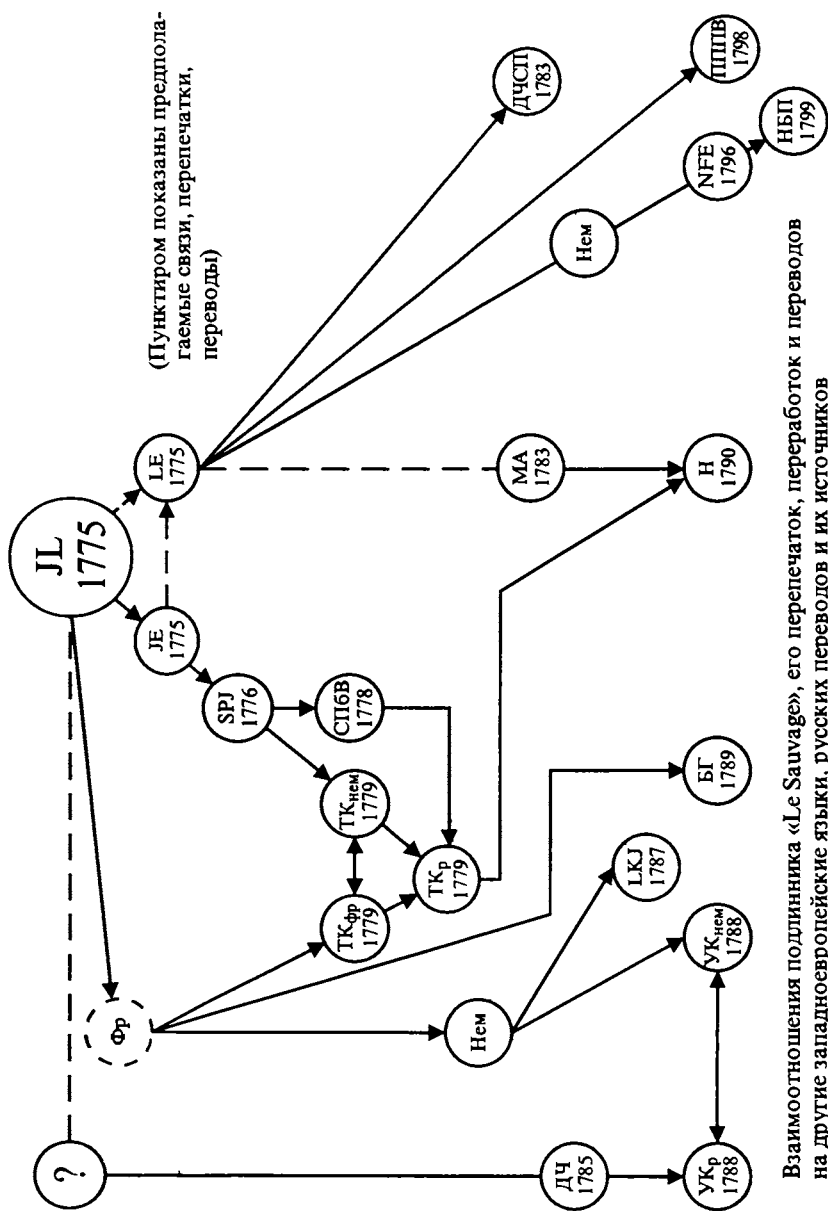 JL
1775
(Пунктиром показаны предпола-
гаемые связи, перепечатки,
переводы)
?
Фр
JE
1775
LE
1775
SPJ
1776
СПбВ
1778
ТКнем
1779
ТКфр
1779
ТКр
1779
ДЧСП
1783
МА
1783
Нем
Нем
ДЧ
1785
LKJ
1787
УКр
1788
УКнем
1788
БГ
1789
Н
1790
NFE
1796
ПППВ
1798
НБП
1799
Взаимоотношения подлинника «Le Sauvage», его перепечаток, переработок и переводов
на другие западноевропейские языки, русских переводов и их источников